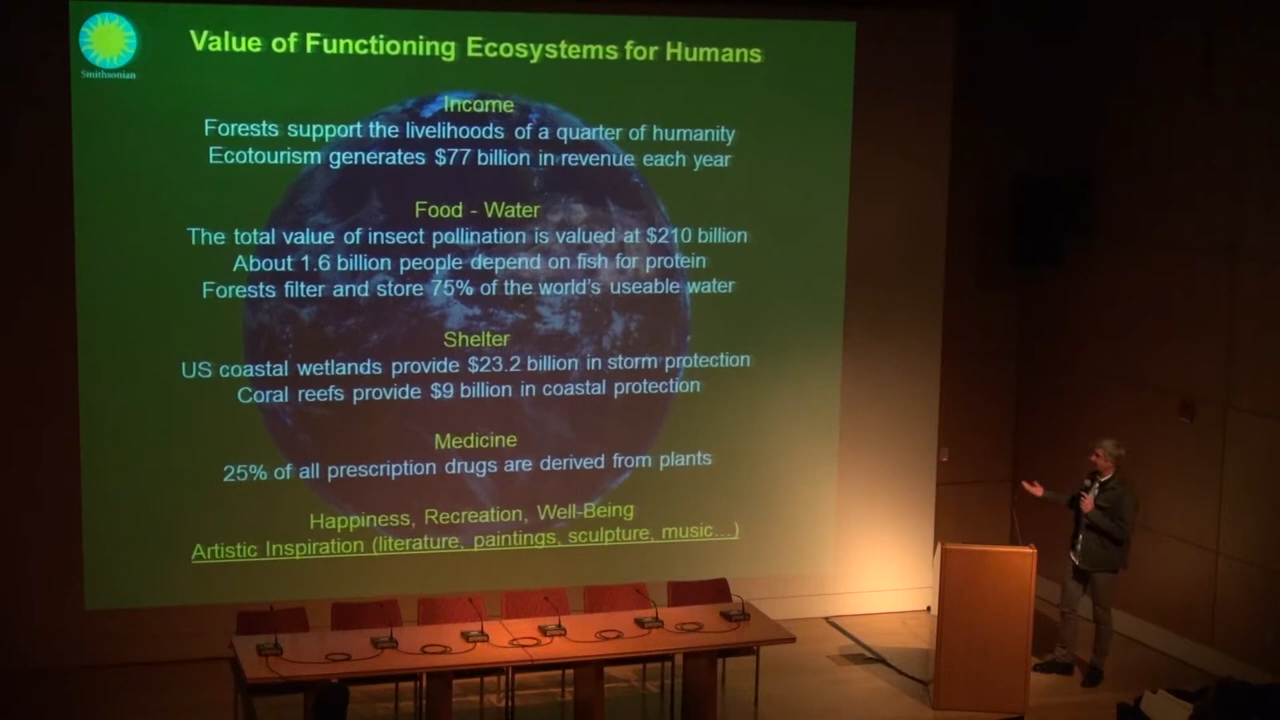 Smithsonian
Value of Functioning Ecosystems for Humans
Income
Forests support the livelihoods of a quarter of humanity
Ecotourism generates $77 billion in revenue each year
Food - Water
The total value of insect pollination is valued at $210 billion
About 1.6 billion people depend on fish for protein
Forests filter and store 75% of the world's useable water
Shelter
US coastal wetlands provide $23.2 billion in storm protection
Coral reefs provide $9 billion in coastal protection
Medicine
25% of all prescription drugs are derived from plants
Happiness, Recreation, Well-Being
Artistic Inspiration (literature, paintings, sculpture, music...)